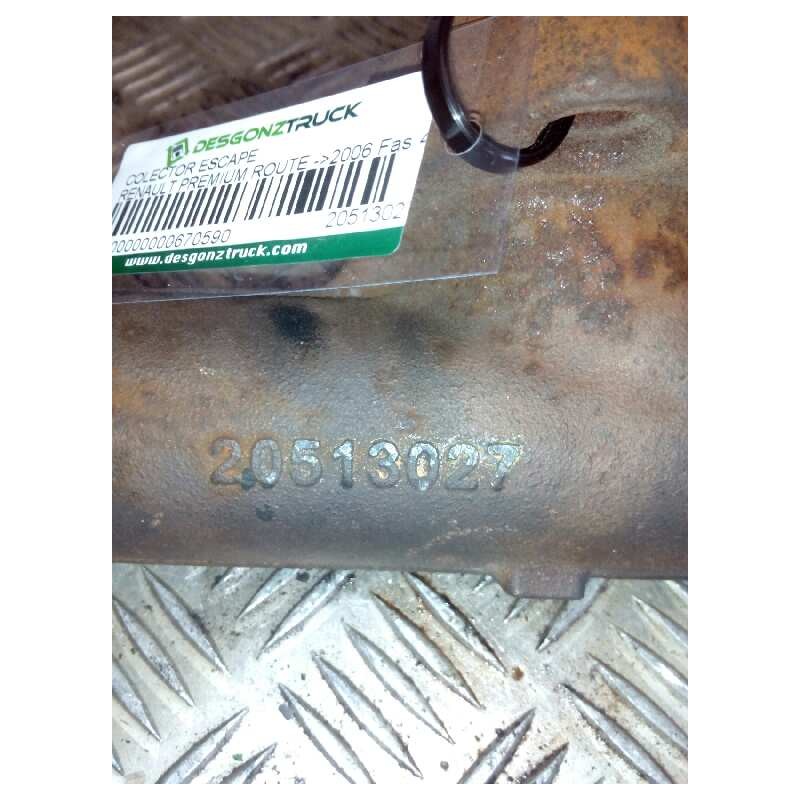 DESGONZTRUCK
COLECTOR ESCAPE
RENAULT PREMIUM ROUTE ->2006 Fas 4
00000000670590
2051302
www.desgonztruck.com
20513027